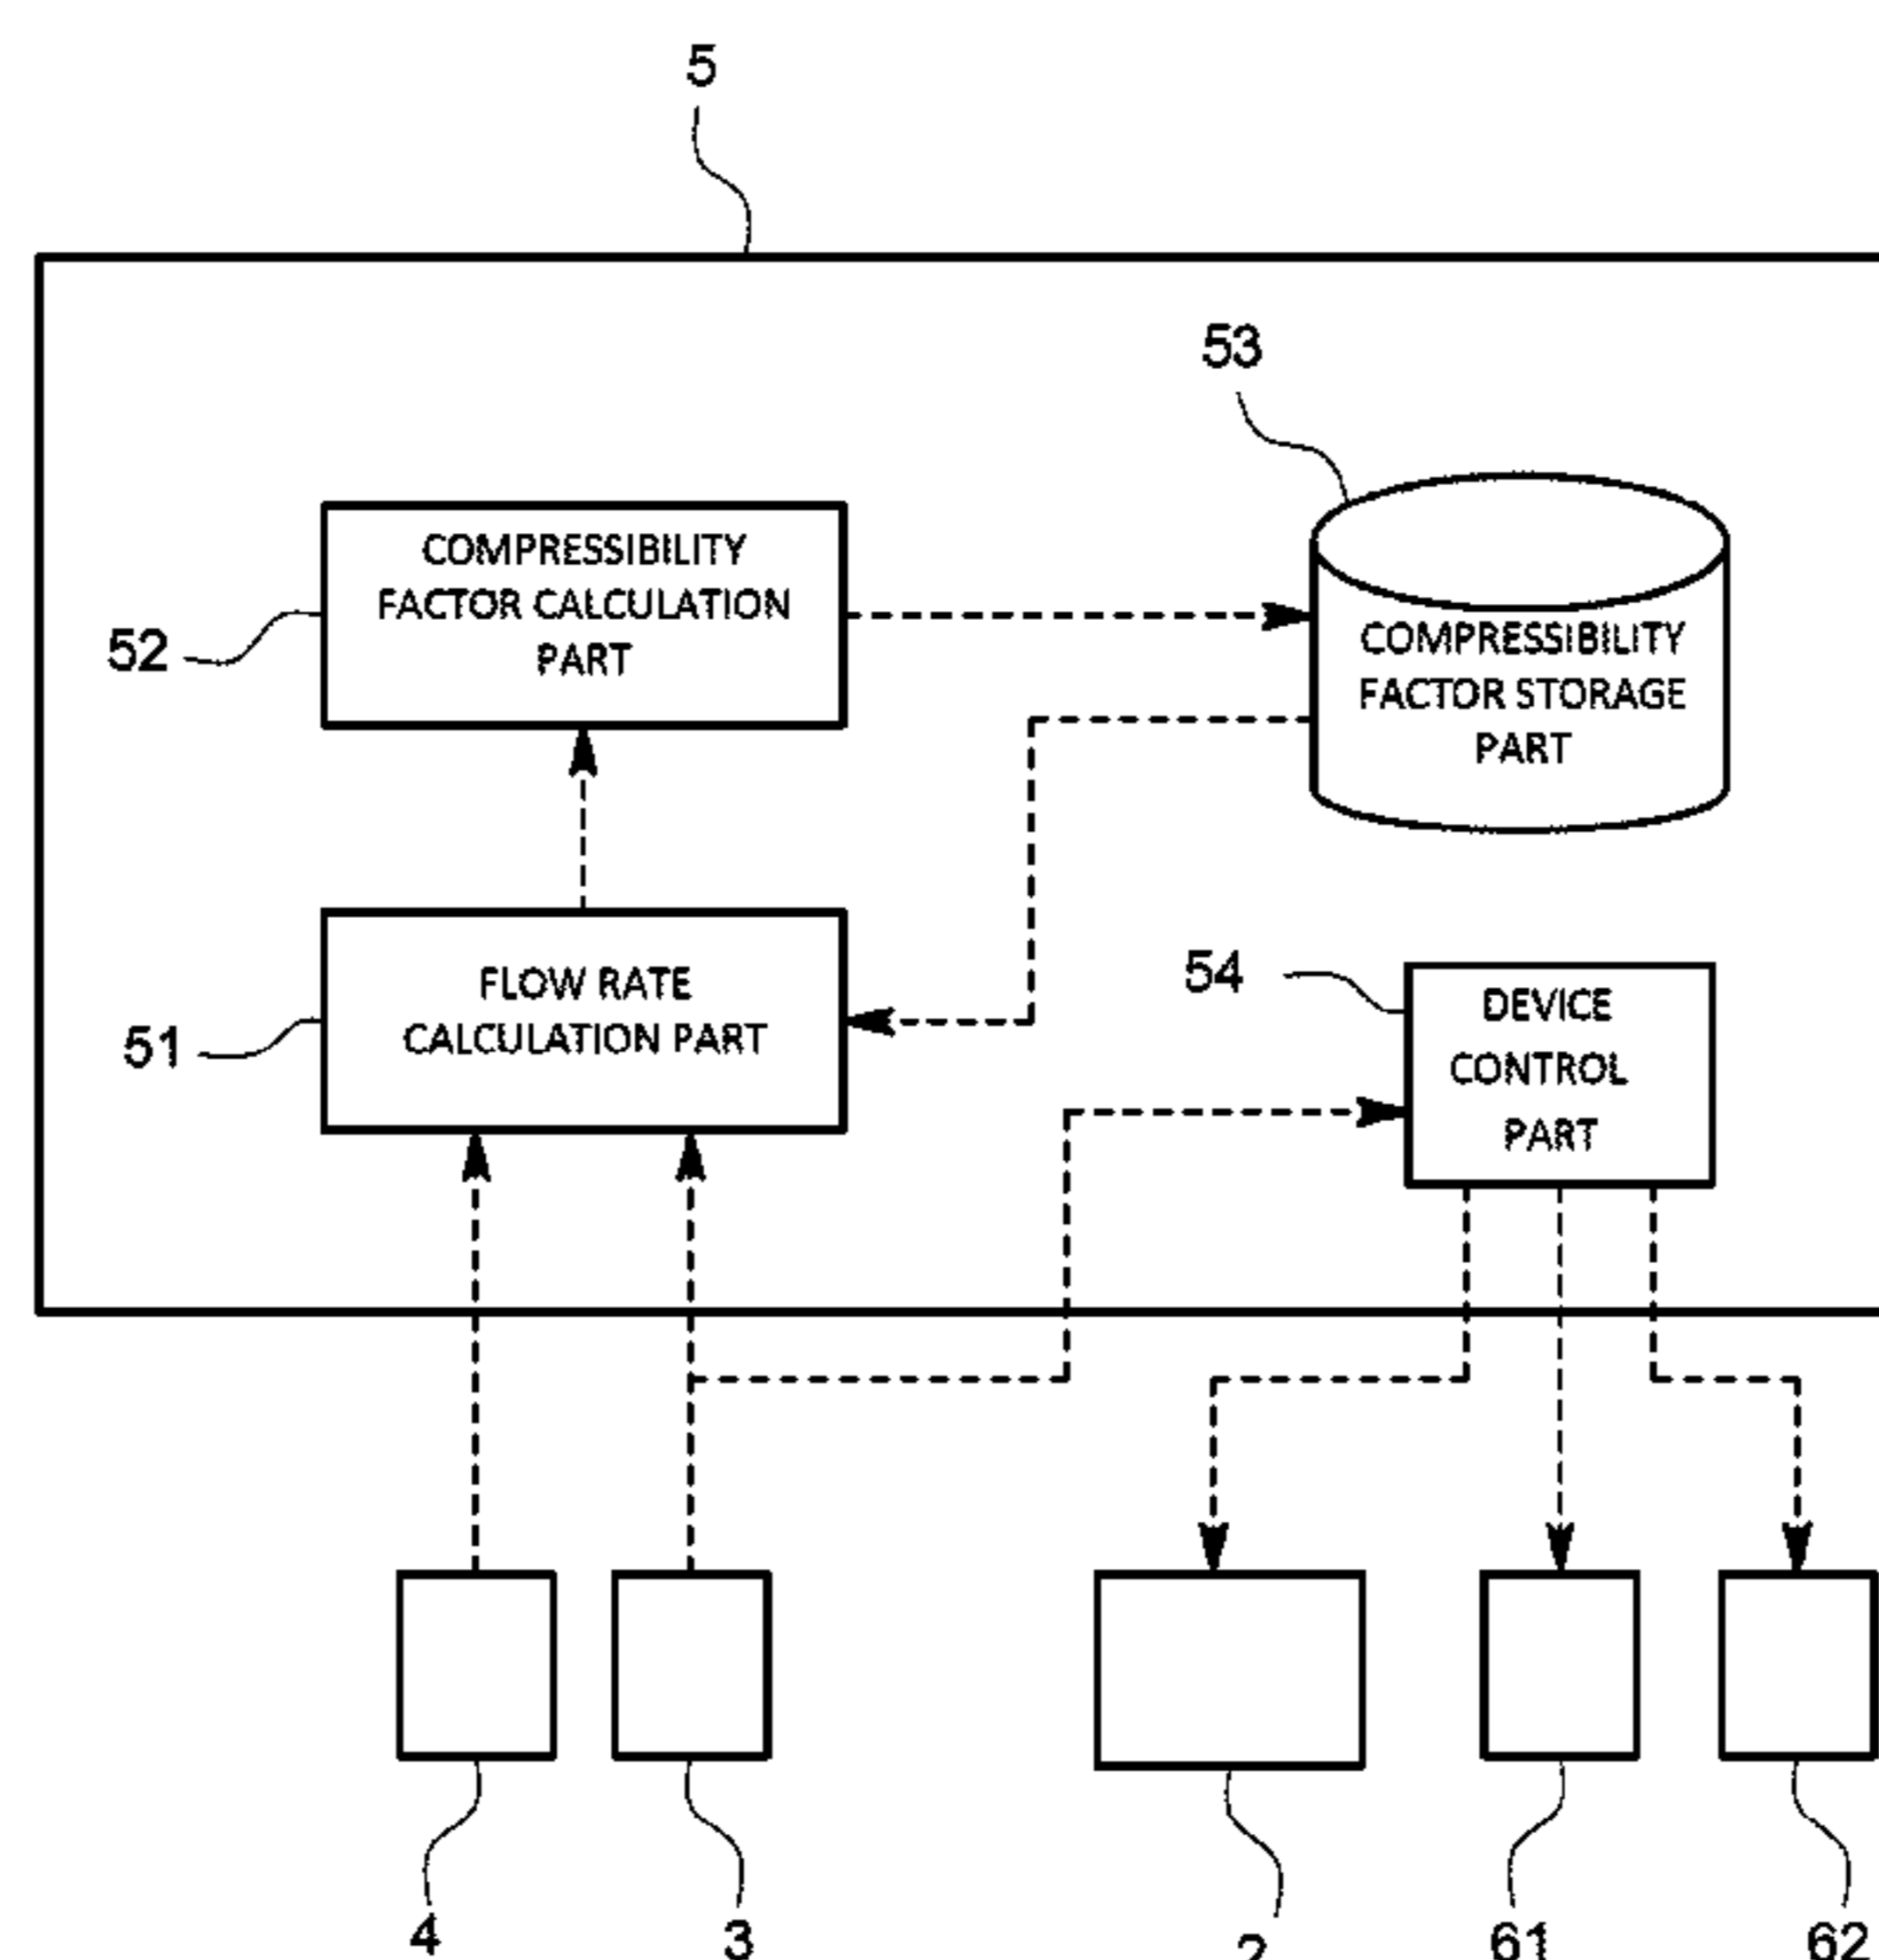 5
53
COMPRESSIBILITY
FACTOR CALCULATION
PART
52
COMPRESSIBILITY
FACTOR STORAGE
PART
FLOW RATE
CALCULATION PART
51
54
DEVICE
CONTROL
PART
4
3
2
61
62